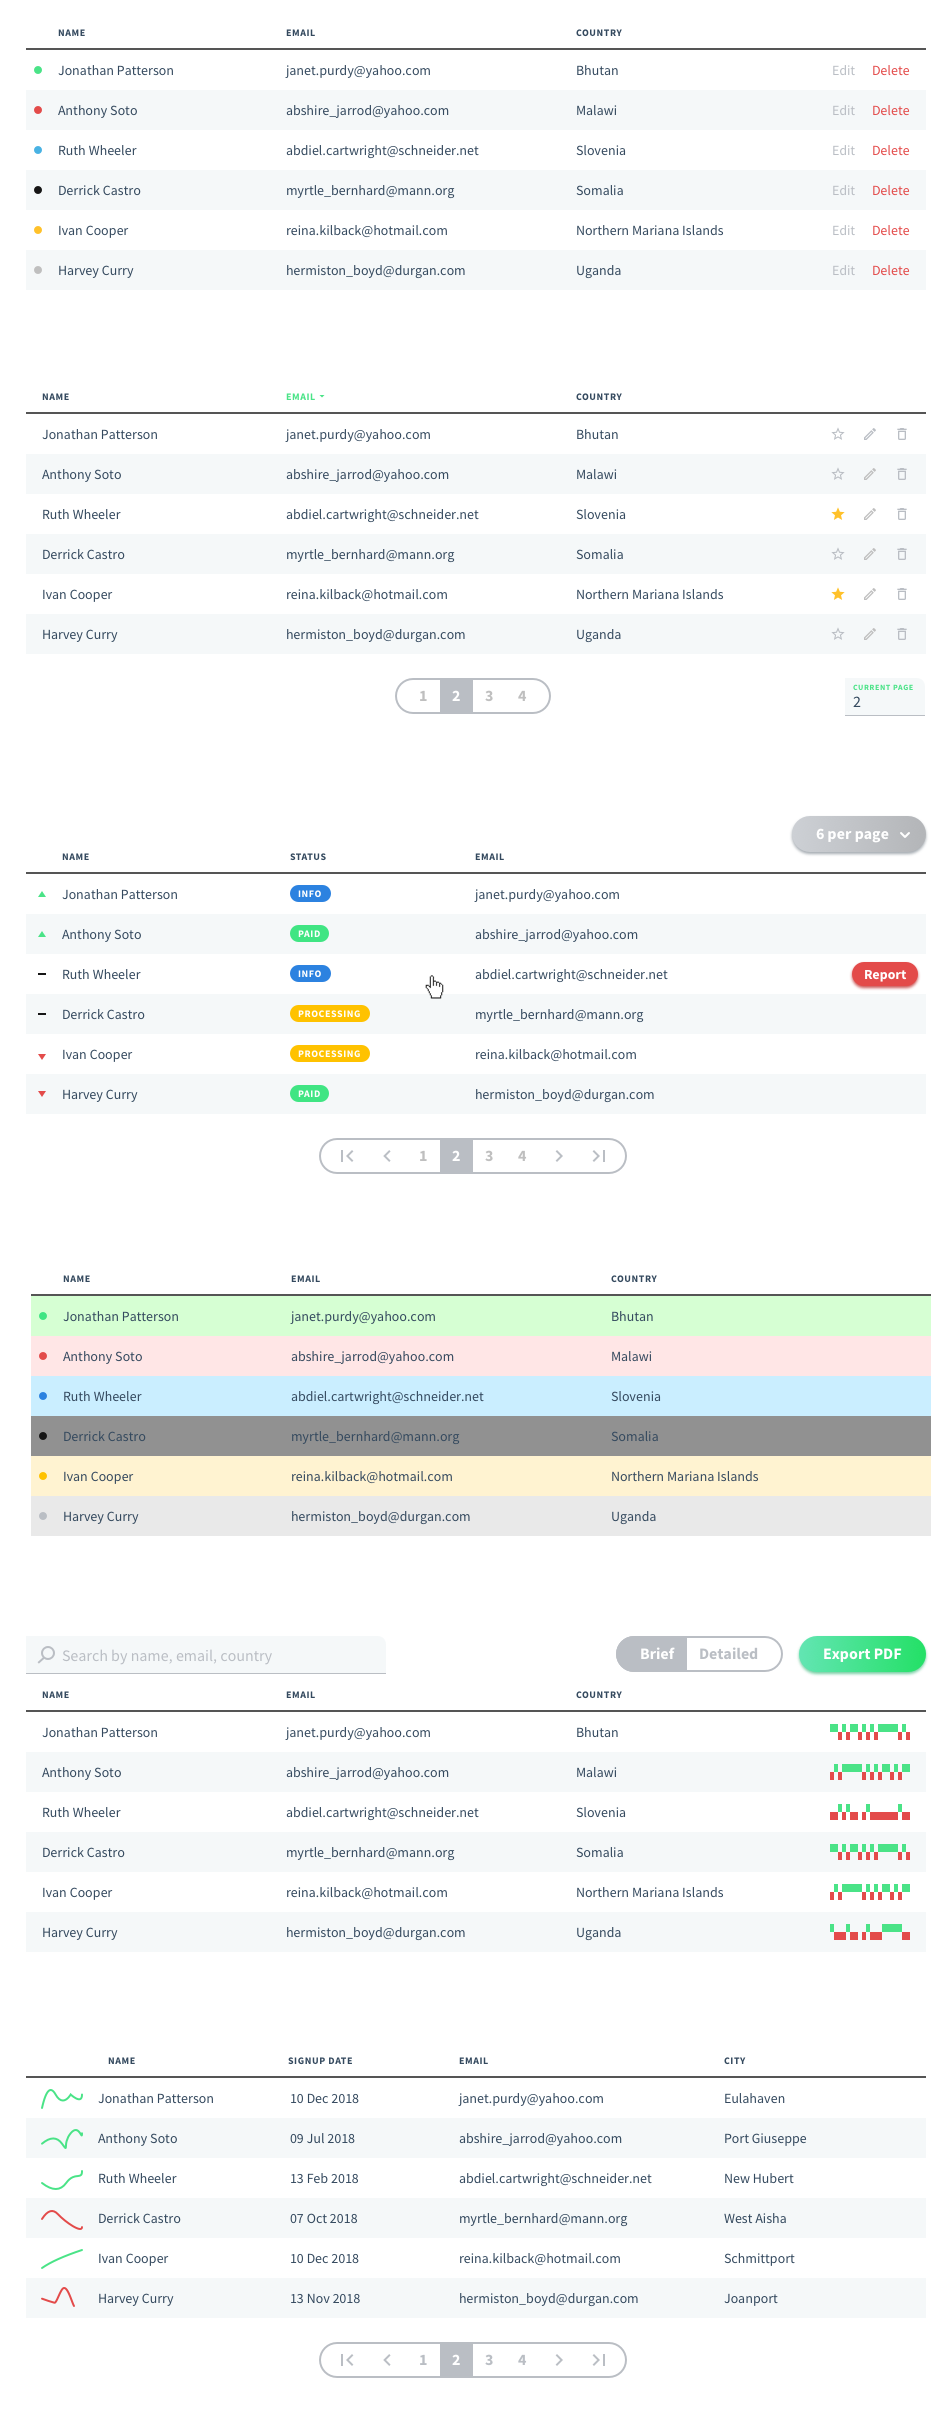 NAME EMAIL COUNTRY
Jonathan Patterson janet.purdy@yahoo.com Bhutan Edit Delete
Anthony Soto abshire_jarrod@yahoo.com Malawi Edit Delete
Ruth Wheeler abdiel.cartwright@schneider.net Slovenia Edit Delete
Derrick Castro myrtle_bernhard@mann.org Somalia Edit Delete
Ivan Cooper reina.kilback@hotmail.com Northern Mariana Islands Edit Delete
Harvey Curry hermiston_boyd@durgan.com Uganda Edit Delete
NAME EMAIL COUNTRY
Jonathan Patterson janet.purdy@yahoo.com Bhutan
Anthony Soto abshire_jarrod@yahoo.com Malawi
Ruth Wheeler abdiel.cartwright@schneider.net Slovenia
Derrick Castro myrtle_bernhard@mann.org Somalia
Ivan Cooper reina.kilback@hotmail.com Northern Mariana Islands
Harvey Curry hermiston_boyd@durgan.com Uganda
1 2 3 4
CURRENT PAGE
2
6 per page
NAME STATUS EMAIL
Jonathan Patterson INFO janet.purdy@yahoo.com
Anthony Soto PAID abshire_jarrod@yahoo.com
Ruth Wheeler INFO abdiel.cartwright@schneider.net Report
Derrick Castro PROCESSING myrtle_bernhard@mann.org
Ivan Cooper PROCESSING reina.kilback@hotmail.com
Harvey Curry PAID hermiston_boyd@durgan.com
1 2 3 4
NAME EMAIL COUNTRY
Jonathan Patterson janet.purdy@yahoo.com Bhutan
Anthony Soto abshire_jarrod@yahoo.com Malawi
Ruth Wheeler abdiel.cartwright@schneider.net Slovenia
Derrick Castro myrtle_bernhard@mann.org Somalia
Ivan Cooper reina.kilback@hotmail.com Northern Mariana Islands
Harvey Curry hermiston_boyd@durgan.com Uganda
Search by name, email, country Brief Detailed Export PDF
NAME EMAIL COUNTRY
Jonathan Patterson janet.purdy@yahoo.com Bhutan
Anthony Soto abshire_jarrod@yahoo.com Malawi
Ruth Wheeler abdiel.cartwright@schneider.net Slovenia
Derrick Castro myrtle_bernhard@mann.org Somalia
Ivan Cooper reina.kilback@hotmail.com Northern Mariana Islands
Harvey Curry hermiston_boyd@durgan.com Uganda
NAME SIGNUP DATE EMAIL CITY
Jonathan Patterson 10 Dec 2018 janet.purdy@yahoo.com Eulahaven
Anthony Soto 09 Jul 2018 abshire_jarrod@yahoo.com Port Giuseppe
Ruth Wheeler 13 Feb 2018 abdiel.cartwright@schneider.net New Hubert
Derrick Castro 07 Oct 2018 myrtle_bernhard@mann.org West Aisha
Ivan Cooper 10 Dec 2018 reina.kilback@hotmail.com Schmittport
Harvey Curry 13 Nov 2018 hermiston_boyd@durgan.com Joanport
1 2 3 4